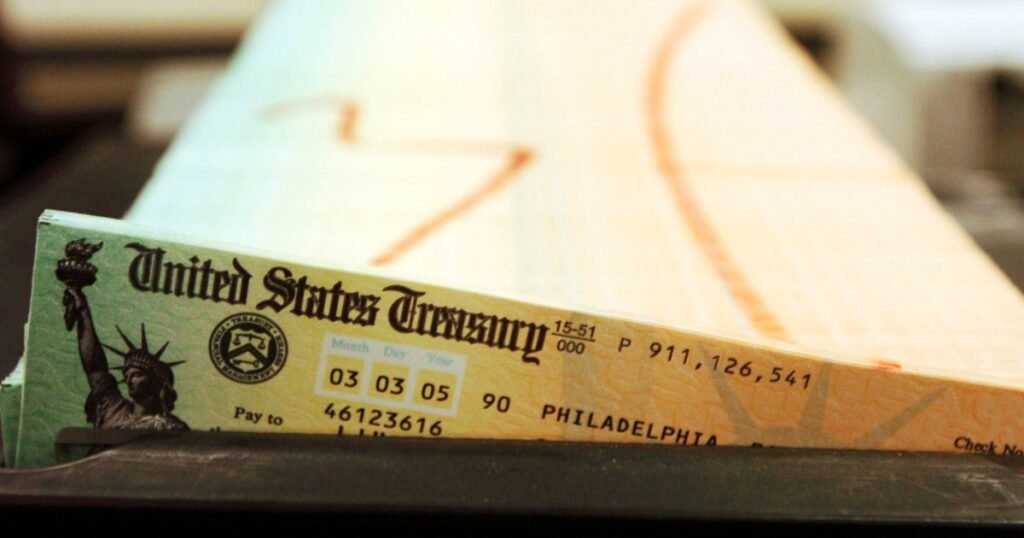 United States Treasury
15-51
000
P 911,126,541
Month Day Year
03 03 05
90 PHILADELPHIA
Pay to
46123616
Check No